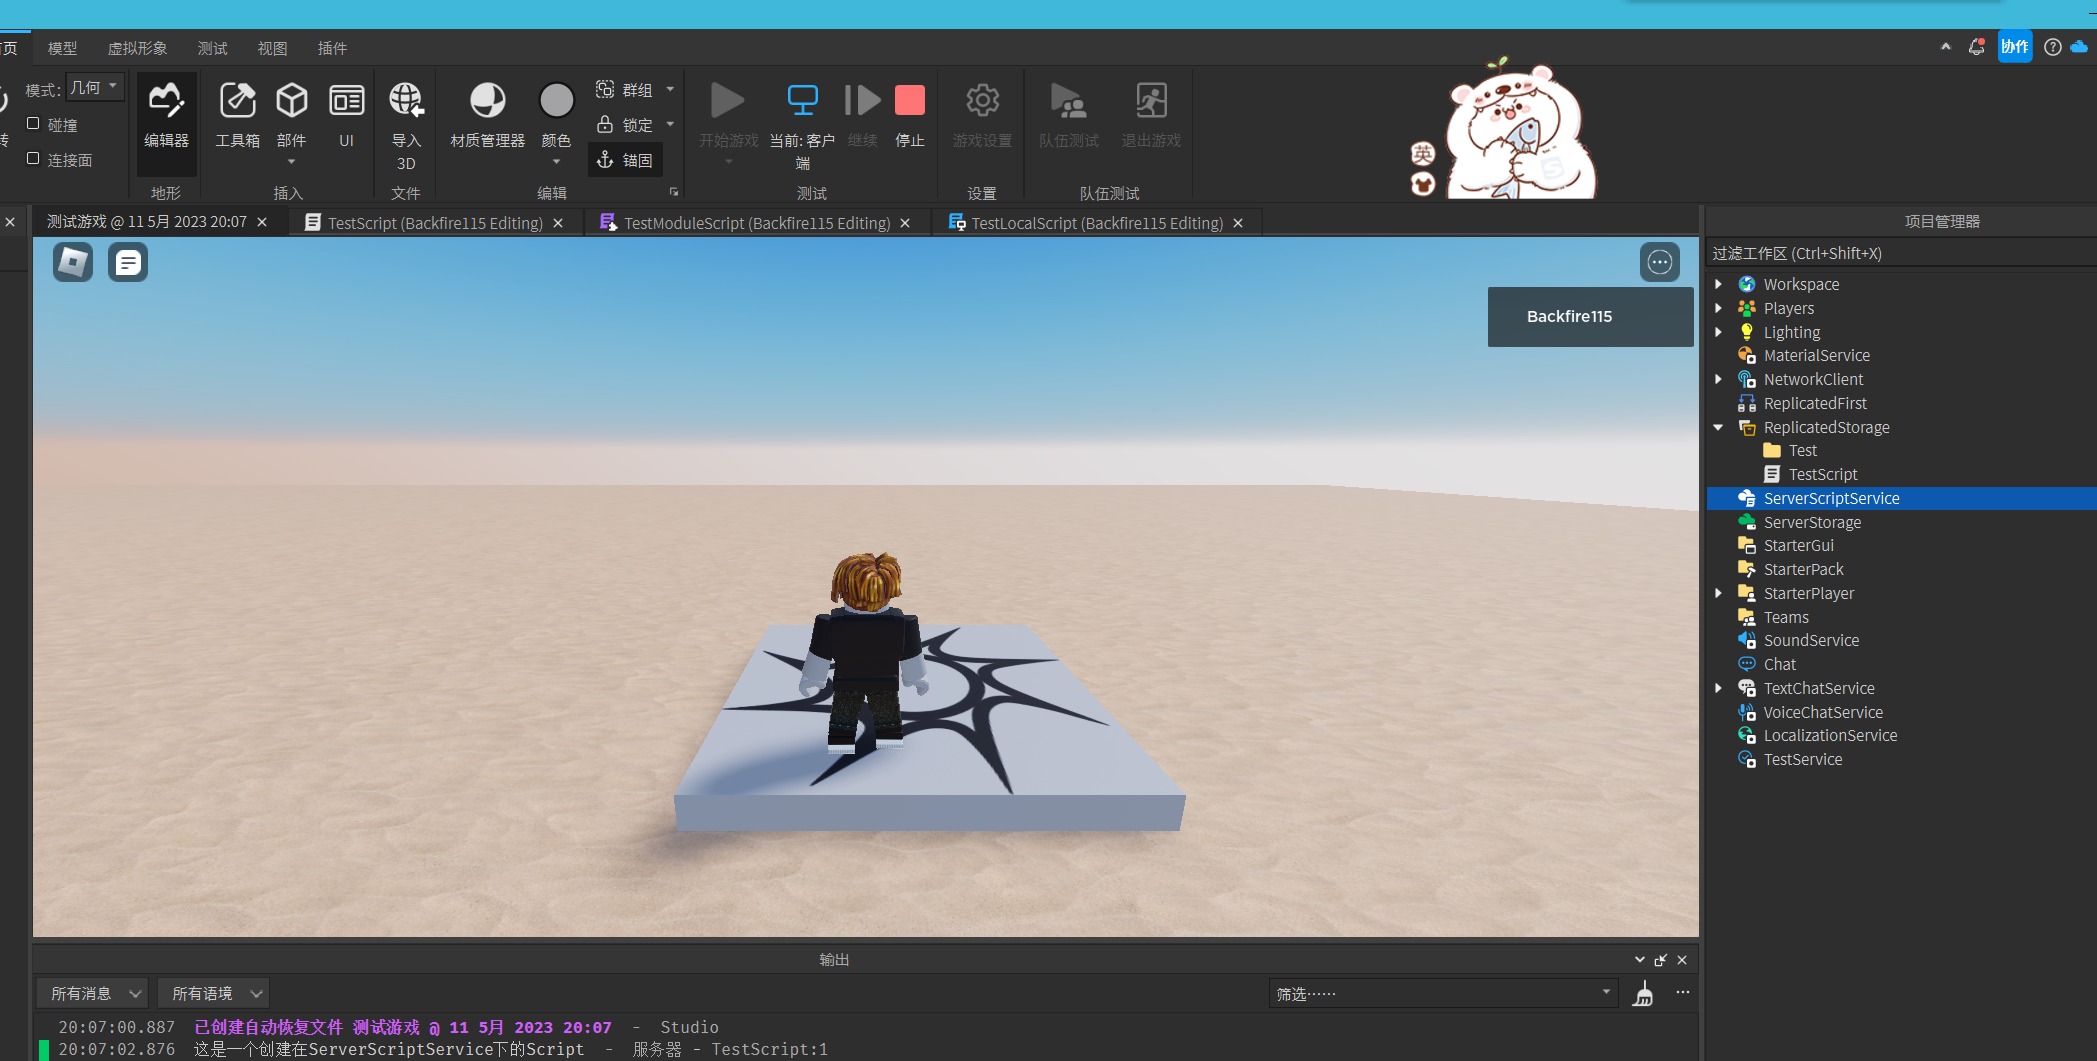 页 模型 虚拟形象 测试 视图 插件
协作
模式: 几何
碰撞
连接面
转
编辑器
地形
工具箱 部件 UI
插入
导入 3D
文件
材质管理器 颜色
群组
锁定
锚固
编辑
开始游戏 当前: 客户端 继续 停止
测试
游戏设置
设置
队伍测试 退出游戏
队伍测试
英
S
测试游戏 @ 11 5月 2023 20:07
TestScript (Backfire115 Editing)
TestModuleScript (Backfire115 Editing)
TestLocalScript (Backfire115 Editing)
Backfire115
项目管理器
过滤工作区 (Ctrl+Shift+X)
Workspace
Players
Lighting
MaterialService
NetworkClient
ReplicatedFirst
ReplicatedStorage
Test
TestScript
ServerScriptService
ServerStorage
StarterGui
StarterPack
StarterPlayer
Teams
SoundService
Chat
TextChatService
VoiceChatService
LocalizationService
TestService
输出
所有消息 所有语境 筛选……
20:07:00.887 已创建自动恢复文件 测试游戏 @ 11 5月 2023 20:07 - Studio
20:07:02.876 这是一个创建在ServerScriptService下的Script - 服务器 - TestScript:1